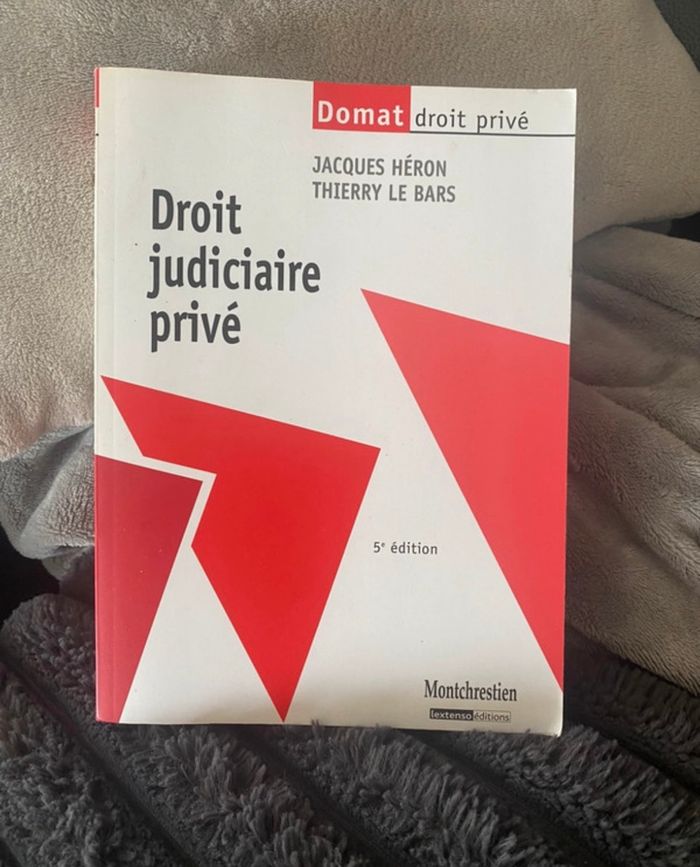 Domat droit privé
JACQUES HÉRON
THIERRY LE BARS
Droit
judiciaire
privé
5e édition
Montchrestien
lextenso éditions